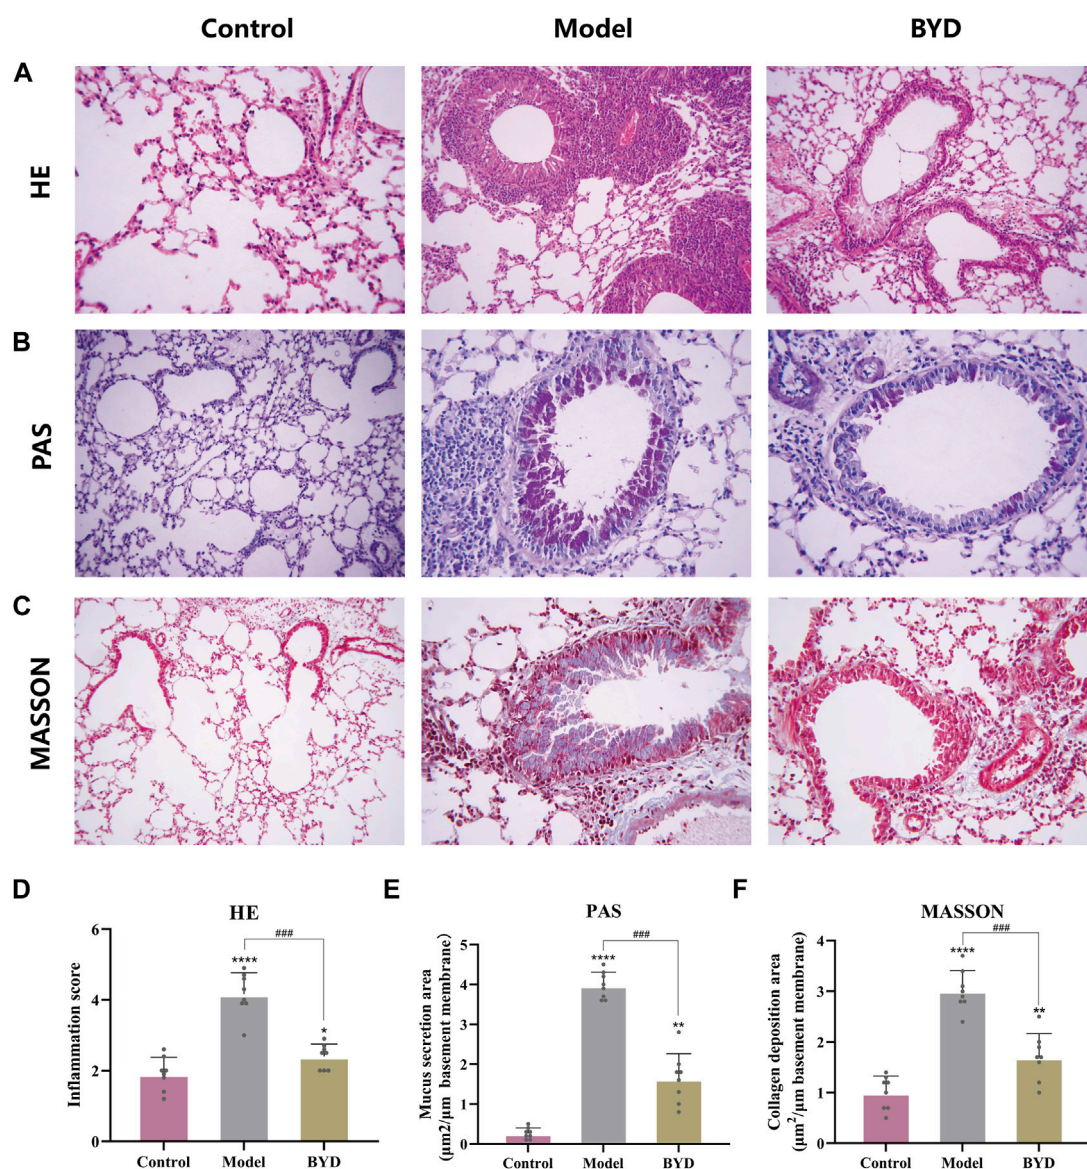 Control Model BYD
A
HE
B
PAS
C
MASSON
D
HE
Inflammation score
6
4
2
0
****
###
*
Control Model BYD
E
PAS
Mucus secretion area
(μm2/μm basement membrane)
5
4
3
2
1
0
****
###
**
Control Model BYD
F
MASSON
Collagen deposition area
(μm²/μm basement membrane)
4
3
2
1
0
****
###
**
Control Model BYD